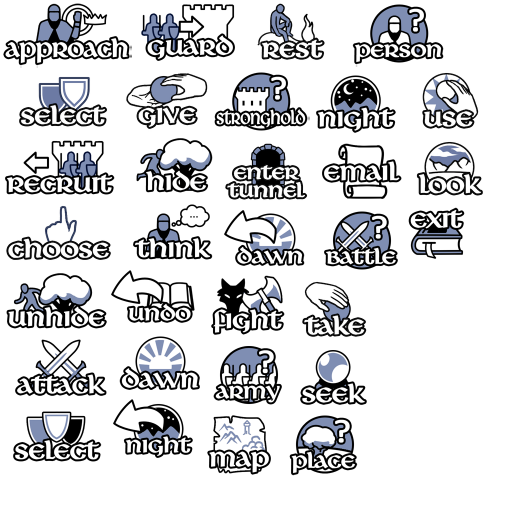 approach
guard
rest
person
select
give
stronghold
night
use
recruit
hide
enter
tunnel
email
look
choose
think
dawn
battle
exit
unhide
undo
fight
take
attack
dawn
army
seek
select
night
map
place